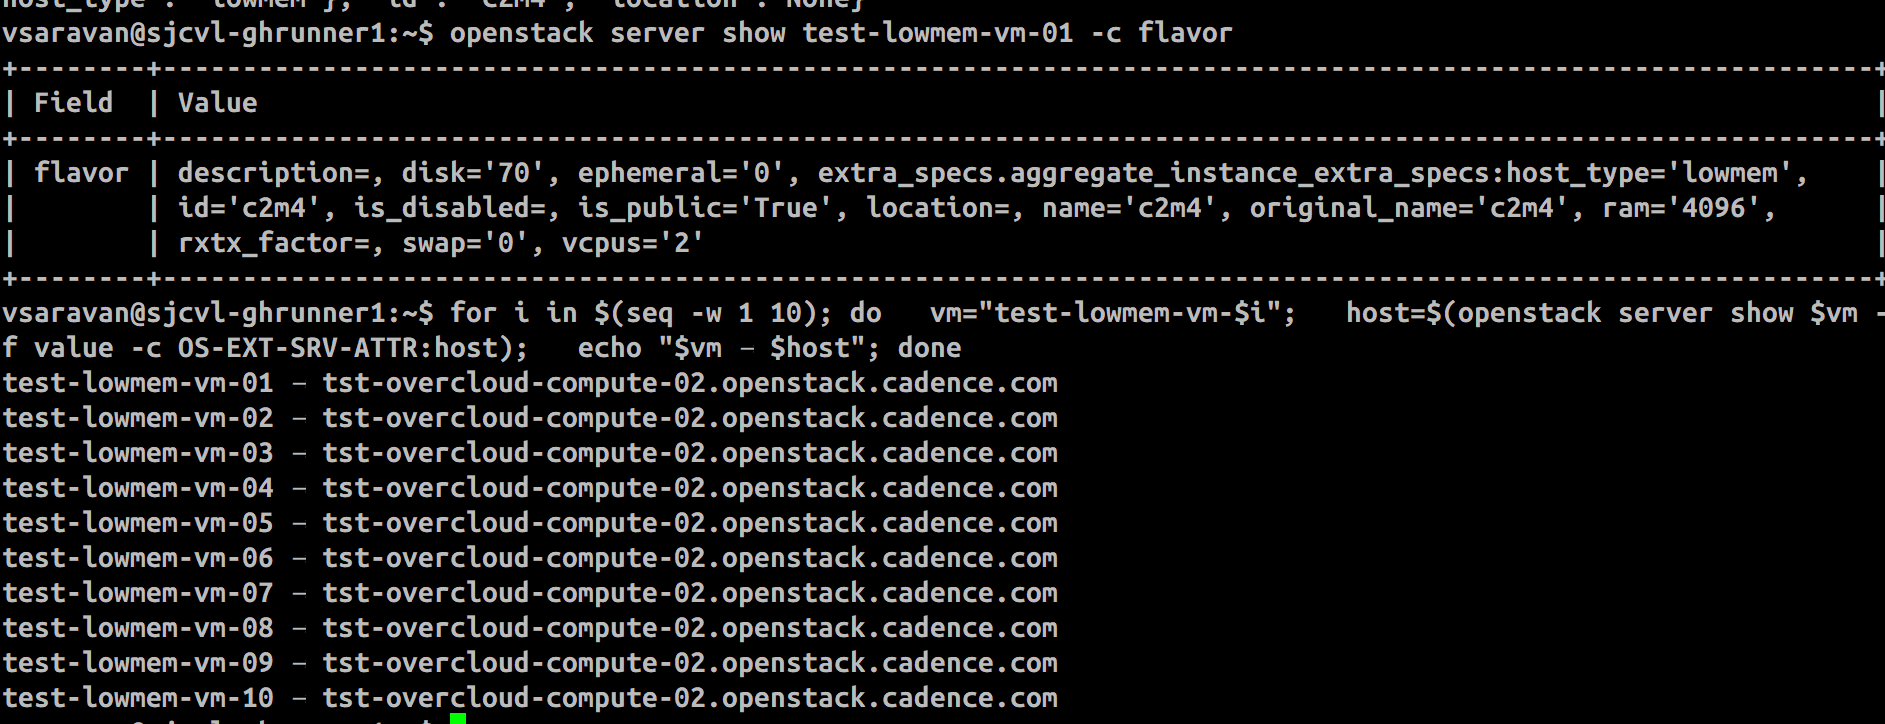 host_type': 'lowmem'}, 'id': 'c2m4', 'location': None}
vsaravan@sjcvl-ghrunner1:~$ openstack server show test-lowmem-vm-01 -c flavor
+--------+-----------------------------------------------------------------------------------------------------------+
| Field  | Value                                                                                                     |
+--------+-----------------------------------------------------------------------------------------------------------+
| flavor | description=, disk='70', ephemeral='0', extra_specs.aggregate_instance_extra_specs:host_type='lowmem',    |
|        | id='c2m4', is_disabled=, is_public='True', location=, name='c2m4', original_name='c2m4', ram='4096',      |
|        | rxtx_factor=, swap='0', vcpus='2'                                                                         |
+--------+-----------------------------------------------------------------------------------------------------------+
vsaravan@sjcvl-ghrunner1:~$ for i in $(seq -w 1 10); do   vm="test-lowmem-vm-$i";   host=$(openstack server show $vm -
f value -c OS-EXT-SRV-ATTR:host);   echo "$vm – $host"; done
test-lowmem-vm-01 – tst-overcloud-compute-02.openstack.cadence.com
test-lowmem-vm-02 – tst-overcloud-compute-02.openstack.cadence.com
test-lowmem-vm-03 – tst-overcloud-compute-02.openstack.cadence.com
test-lowmem-vm-04 – tst-overcloud-compute-02.openstack.cadence.com
test-lowmem-vm-05 – tst-overcloud-compute-02.openstack.cadence.com
test-lowmem-vm-06 – tst-overcloud-compute-02.openstack.cadence.com
test-lowmem-vm-07 – tst-overcloud-compute-02.openstack.cadence.com
test-lowmem-vm-08 – tst-overcloud-compute-02.openstack.cadence.com
test-lowmem-vm-09 – tst-overcloud-compute-02.openstack.cadence.com
test-lowmem-vm-10 – tst-overcloud-compute-02.openstack.cadence.com